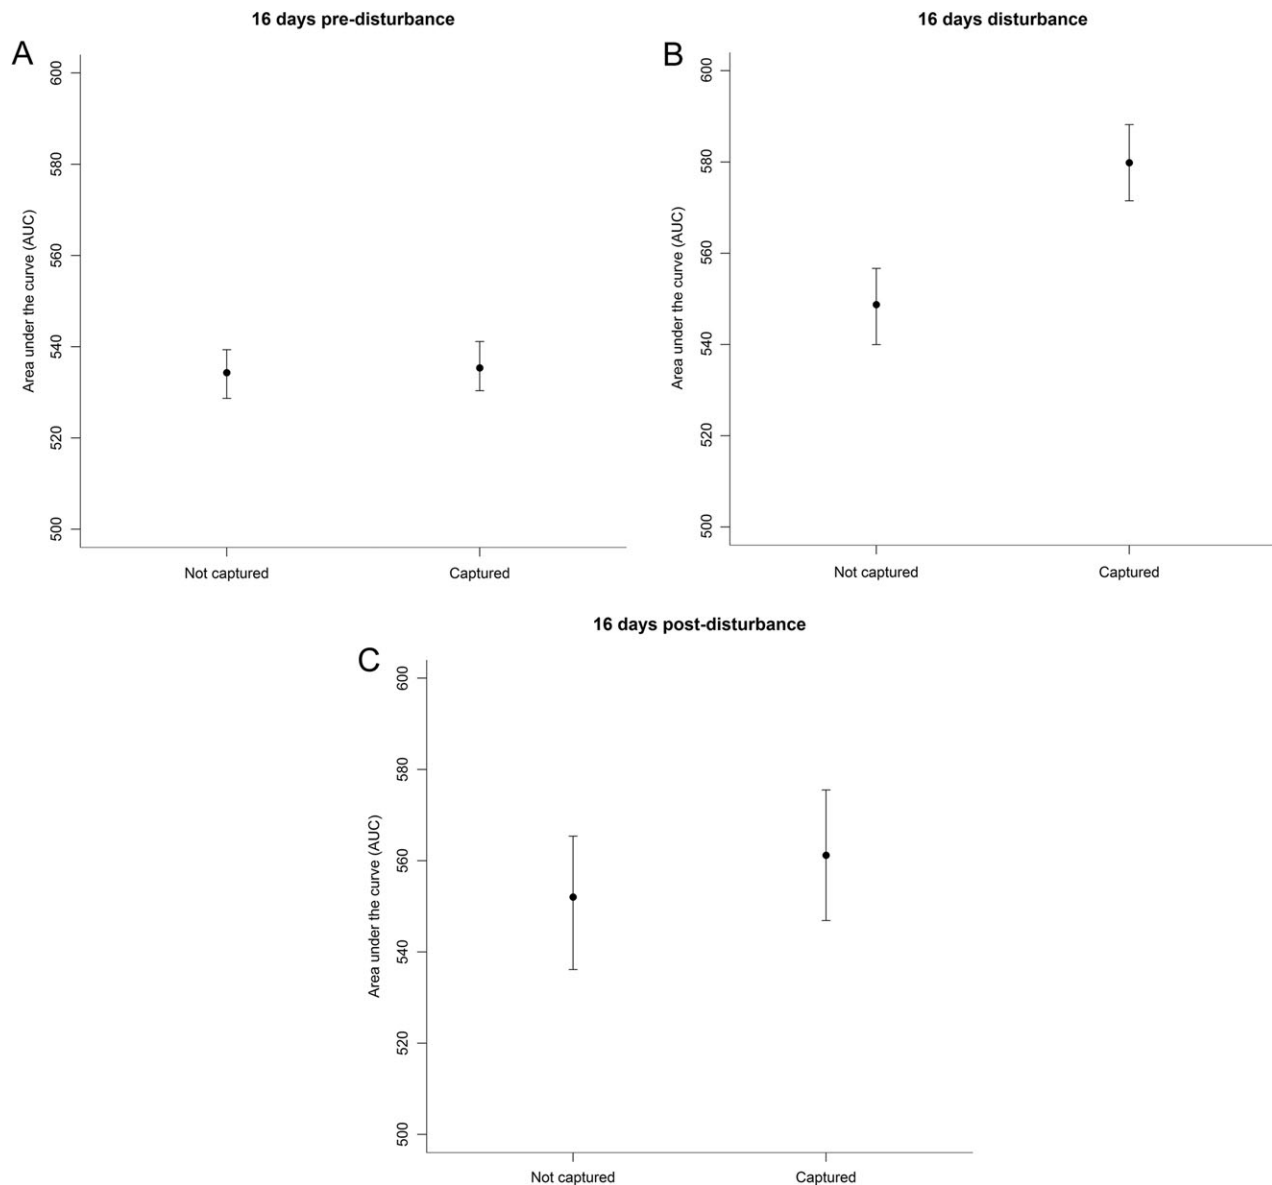 16 days pre-disturbance
A
600
580
560
540
520
500
Area under the curve (AUC)
Not captured Captured
16 days disturbance
B
600
580
560
540
520
500
Area under the curve (AUC)
Not captured Captured
16 days post-disturbance
C
600
580
560
540
520
500
Area under the curve (AUC)
Not captured Captured